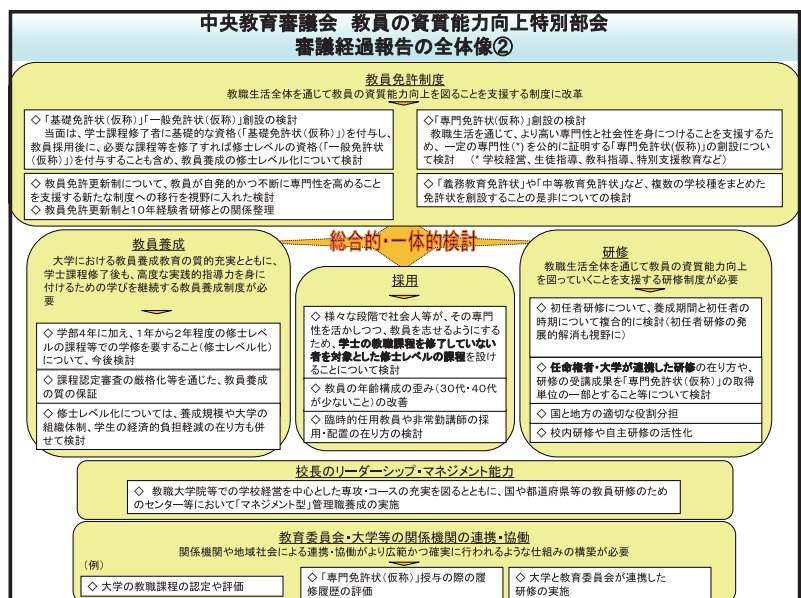 中央教育審議会　教員の資質能力向上特別部会
審議経過報告の全体像②
教員免許制度
教職生活全体を通じて教員の資質能力向上を図ることを支援する制度に改革
◇「基礎免許状（仮称）」「一般免許状（仮称）」創設の検討
当面は、学士課程修了者に基礎的な資格（「基礎免許状（仮称）」）を付与し、
教員採用後に、必要な課程等を修了すれば修士レベルの資格（「一般免許状
（仮称）」）を付与することも含め、教員養成の修士レベル化について検討
◇ 教員免許更新制について、教員が自発的かつ不断に専門性を高めること
を支援する新たな制度への移行を視野に入れた検討
◇ 教員免許更新制と１０年経験者研修との関係整理
◇「専門免許状（仮称）」創設の検討
教職生活を通じて、より高い専門性と社会性を身につけることを支援するた
め、一定の専門性(*)を公的に証明する「専門免許状（仮称）」の創設につい
て検討　（* 学校経営、生徒指導、教科指導、特別支援教育など）
◇ 「義務教育免許状」や「中等教育免許状」など、複数の学校種をまとめた
免許状を創設することの是非についての検討
総合的・一体的検討
教員養成
大学における教員養成教育の質的充実とともに、
学士課程修了後も、高度な実践的指導力を身に
付けるための学びを継続する教員養成制度が必
要
◇ 学部４年に加え、１年から２年程度の修士レベ
ルの課程等での学修を要すること（修士レベル化）
について、今後検討
◇ 課程認定審査の厳格化等を通じた、教員養成
の質の保証
◇ 修士レベル化については、養成規模や大学の
組織体制、学生の経済的負担軽減の在り方も併
せて検討
採用
◇ 様々な段階で社会人等が、その専門
性を活かしつつ、教員を志せるようにする
ため、学士の教職課程を修了していない
者を対象とした修士レベルの課程を設け
ることについて検討
◇ 教員の年齢構成の歪み（３０代・４０代
が少ないこと）の改善
◇ 臨時的任用教員や非常勤講師の採
用・配置の在り方の検討
研修
教職生活全体を通じて教員の資質能力向上
を図っていくことを支援する研修制度が必要
◇ 初任者研修について、養成期間と初任者の
時期について複合的に検討（初任者研修の発
展的解消も視野に）
◇ 任命権者・大学が連携した研修の在り方や、
研修の受講成果を「専門免許状（仮称）」の取得
単位の一部とすること等について検討
◇ 国と地方の適切な役割分担
◇ 校内研修や自主研修の活性化
校長のリーダーシップ・マネジメント能力
◇ 教職大学院等での学校経営を中心とした専攻・コースの充実を図るとともに、国や都道府県等の教員研修のため
のセンター等において「マネジメント型」管理職養成の実施
教育委員会・大学等の関係機関の連携・協働
関係機関や地域社会による連携・協働がより広範かつ確実に行われるような仕組みの構築が必要
（例）
◇ 大学の教職課程の認定や評価
◇ 「専門免許状（仮称）」授与の際の履
修履歴の評価
◇ 大学と教育委員会が連携した
研修の実施